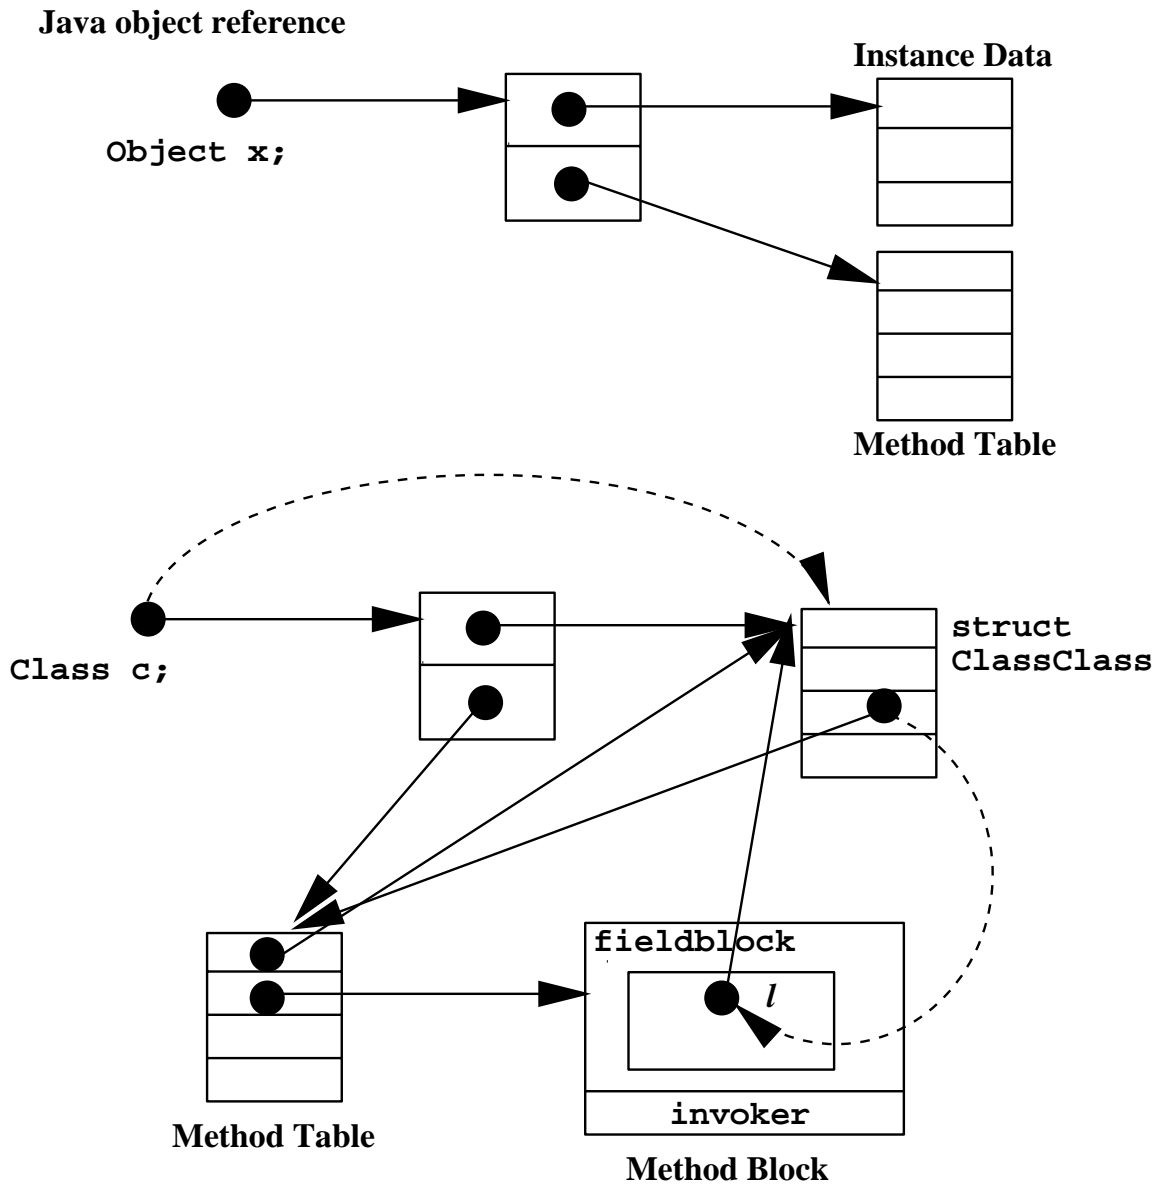 Java object reference
Instance Data
Object x;
Method Table
struct
ClassClass
Class c;
fieldblock
l
invoker
Method Table
Method Block